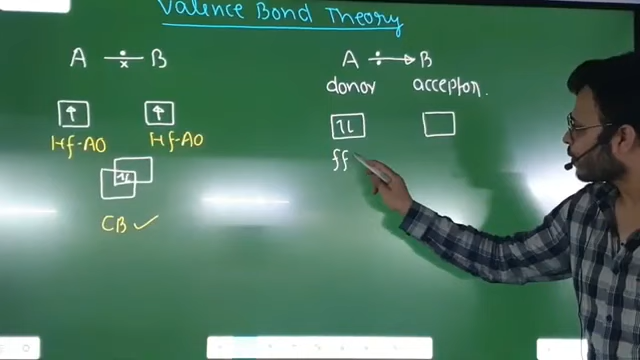 Valence Bond Theory
A ÷ B
x
A ⟶ B
donor acceptor.
Hf-AO Hf-AO
ff
CB ✓